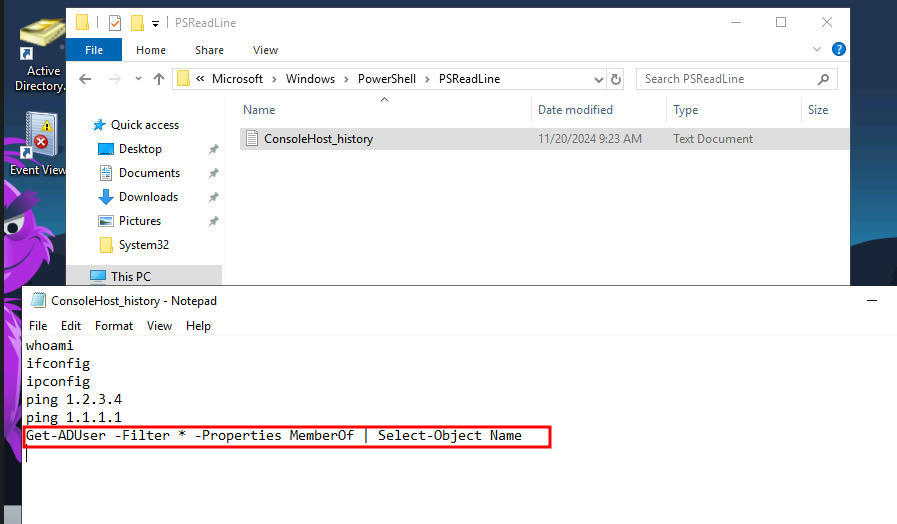 PSReadLine
File Home Share View
« Microsoft > Windows > PowerShell > PSReadLine
Search PSReadLine
Name Date modified Type Size
Quick access
ConsoleHost_history 11/20/2024 9:23 AM Text Document
Desktop
Documents
Downloads
Pictures
System32
This PC
Active
Directory...
Event View
ConsoleHost_history - Notepad
File Edit Format View Help
whoami
ifconfig
ipconfig
ping 1.2.3.4
ping 1.1.1.1
Get-ADUser -Filter * -Properties MemberOf | Select-Object Name